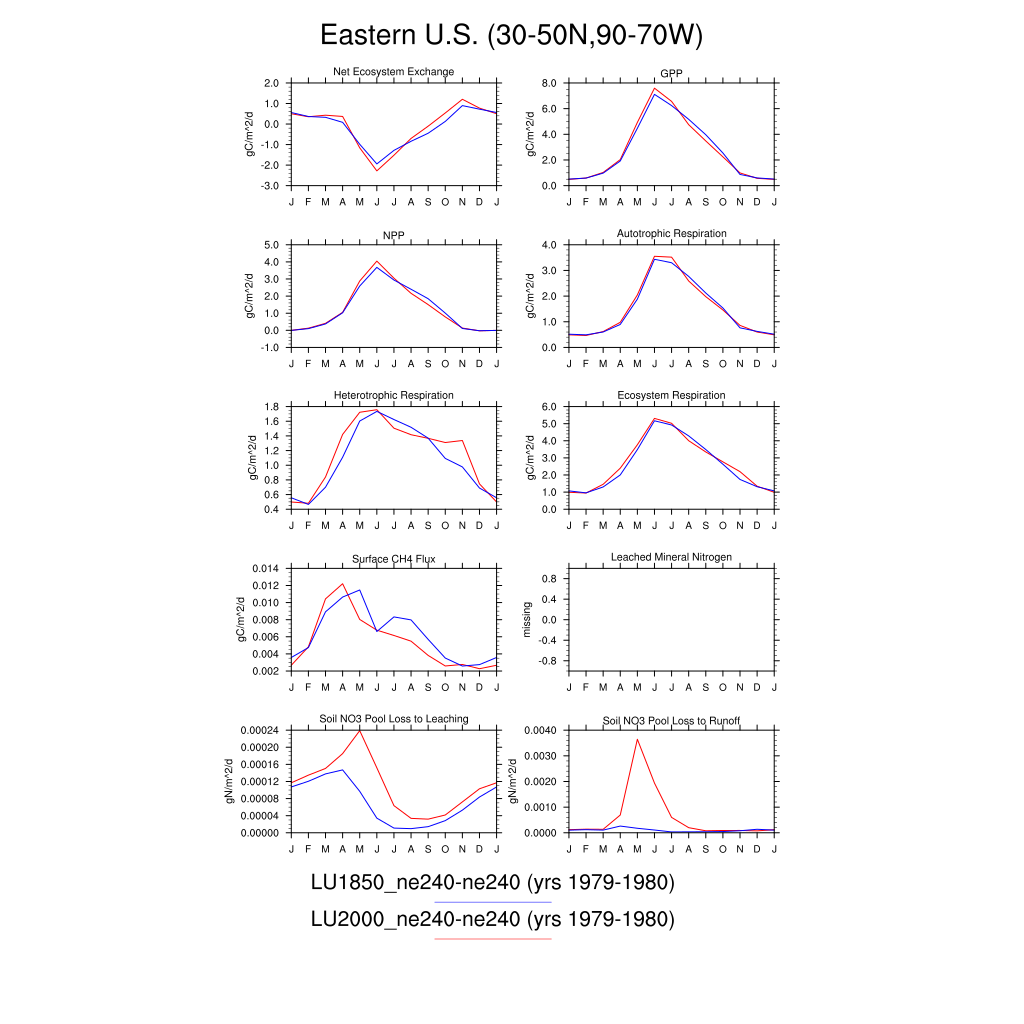 Eastern U.S. (30-50N,90-70W)
Net Ecosystem Exchange
gC/m^2/d
2.0
1.0
0.0
-1.0
-2.0
-3.0
J F M A M J J A S O N D J
GPP
gC/m^2/d
8.0
6.0
4.0
2.0
0.0
J F M A M J J A S O N D J
NPP
gC/m^2/d
5.0
4.0
3.0
2.0
1.0
0.0
-1.0
J F M A M J J A S O N D J
Autotrophic Respiration
gC/m^2/d
4.0
3.0
2.0
1.0
0.0
J F M A M J J A S O N D J
Heterotrophic Respiration
gC/m^2/d
1.8
1.6
1.4
1.2
1.0
0.8
0.6
0.4
J F M A M J J A S O N D J
Ecosystem Respiration
gC/m^2/d
6.0
5.0
4.0
3.0
2.0
1.0
0.0
J F M A M J J A S O N D J
Surface CH4 Flux
gC/m^2/d
0.014
0.012
0.010
0.008
0.006
0.004
0.002
J F M A M J J A S O N D J
Leached Mineral Nitrogen
missing
0.8
0.4
0.0
-0.4
-0.8
J F M A M J J A S O N D J
Soil NO3 Pool Loss to Leaching
gN/m^2/d
0.00024
0.00020
0.00016
0.00012
0.00008
0.00004
0.00000
J F M A M J J A S O N D J
Soil NO3 Pool Loss to Runoff
gN/m^2/d
0.0040
0.0030
0.0020
0.0010
0.0000
J F M A M J J A S O N D J
LU1850_ne240-ne240 (yrs 1979-1980)
LU2000_ne240-ne240 (yrs 1979-1980)